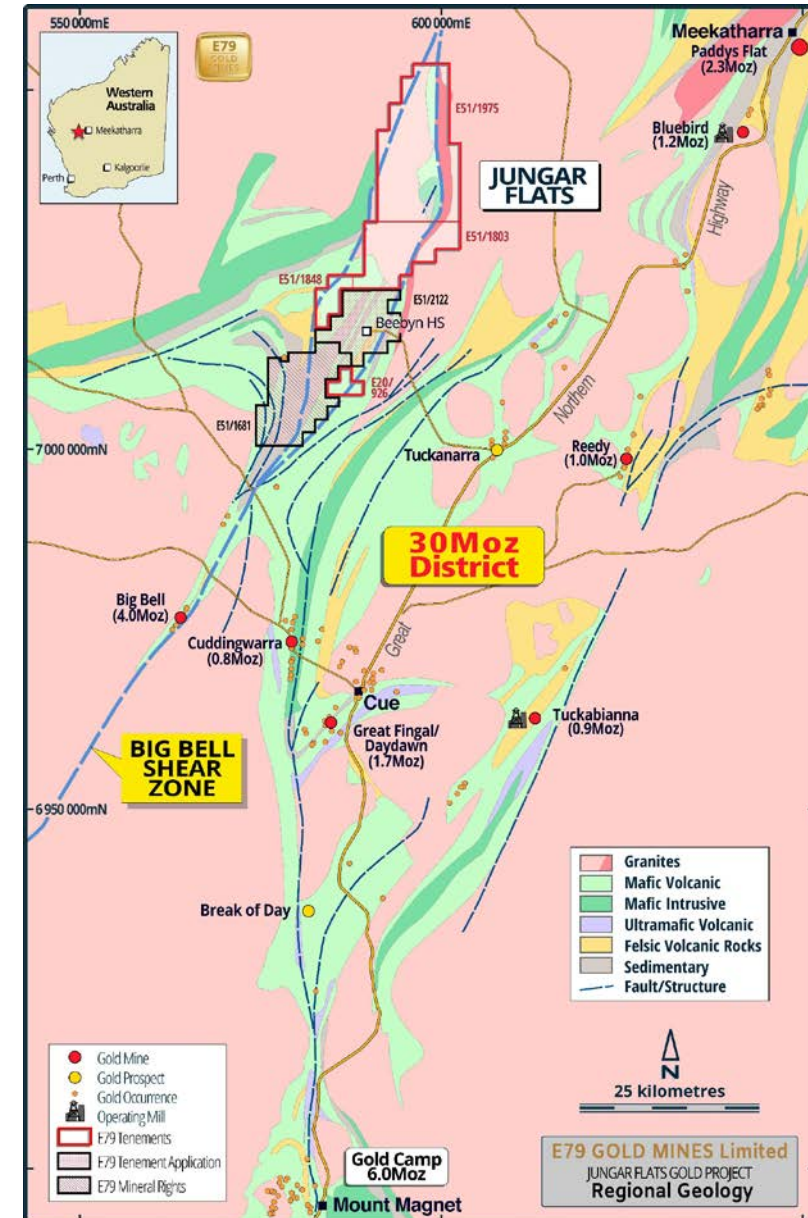 550 000mE
600 000mE
E79
GOLD
MINES
Western
Australia
Meekatharra
Kalgoorlie
Perth
Meekatharra
Paddys Flat
(2.3Moz)
Bluebird
(1.2Moz)
E51/1975
JUNGAR
FLATS
Highway
E51/1803
E51/1848
E51/2122
Beebyn HS
E20/
926
E51/1681
Northern
7000 000mN
Tuckanarra
Reedy
(1.0Moz)
30Moz
District
Big Bell
(4.0Moz)
Cuddingwarra
(0.8Moz)
Great
Cue
Great Fingal/
Daydawn
(1.7Moz)
Tuckabianna
(0.9Moz)
BIG BELL
SHEAR
ZONE
6950 000mN
Break of Day
Granites
Mafic Volcanic
Mafic Intrusive
Ultramafic Volcanic
Felsic Volcanic Rocks
Sedimentary
Fault/Structure
N
25 kilometres
Gold Mine
Gold Prospect
Gold Occurrence
Operating Mill
E79 Tenements
E79 Tenement Application
E79 Mineral Rights
Gold Camp
6.0Moz
Mount Magnet
E79 GOLD MINES Limited
JUNGAR FLATS GOLD PROJECT
Regional Geology